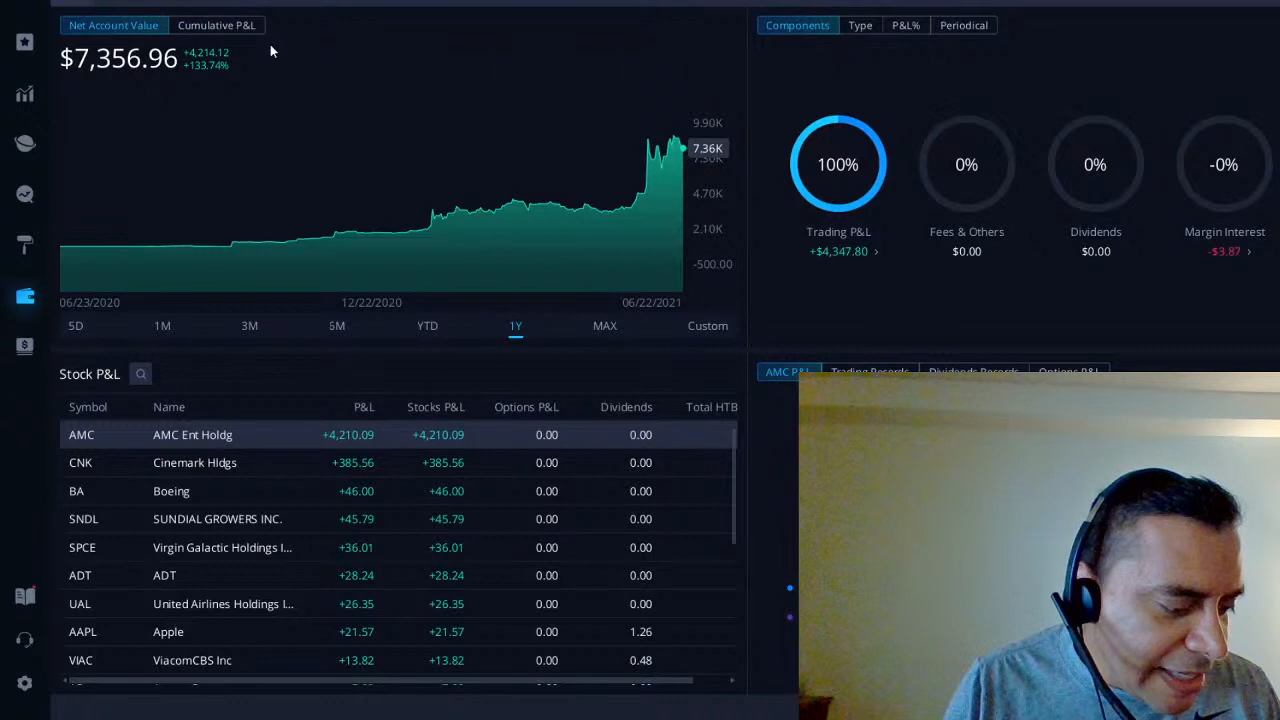 Net Account Value Cumulative P&L
$7,356.96 +4,214.12
+133.74%
9.90K
7.36K
4.70K
2.10K
-500.00
06/23/2020 12/22/2020 06/22/2021
5D 1M 3M 6M YTD 1Y MAX Custom
Components Type P&L% Periodical
100% 0% 0% -0%
Trading P&L Fees & Others Dividends Margin Interest
+$4,347.80 $0.00 $0.00 -$3.87
Stock P&L
Symbol Name P&L Stocks P&L Options P&L Dividends Total HTB
AMC AMC Ent Holdg +4,210.09 +4,210.09 0.00 0.00
CNK Cinemark Hldgs +385.56 +385.56 0.00 0.00
BA Boeing +46.00 +46.00 0.00 0.00
SNDL SUNDIAL GROWERS INC. +45.79 +45.79 0.00 0.00
SPCE Virgin Galactic Holdings I... +36.01 +36.01 0.00 0.00
ADT ADT +28.24 +28.24 0.00 0.00
UAL United Airlines Holdings I... +26.35 +26.35 0.00 0.00
AAPL Apple +21.57 +21.57 0.00 1.26
VIAC ViacomCBS Inc +13.82 +13.82 0.00 0.48
AMC P&L Trading Records Dividends Records Options P&L